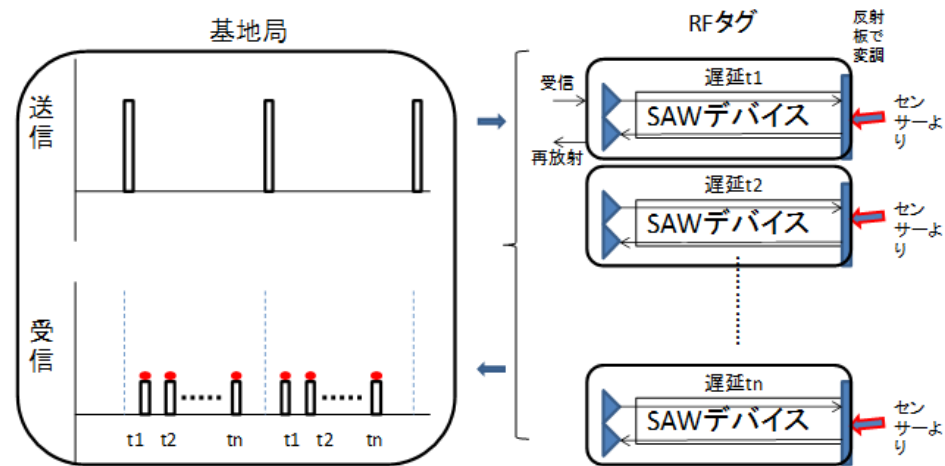 基地局
送信
受信
t1
t2
tn
t1
t2
tn
RFタグ
反射
板で
変調
受信
再放射
遅延t1
SAWデバイス
セン
サーよ
り
遅延t2
SAWデバイス
セン
サーよ
り
遅延tn
SAWデバイス
セン
サーよ
り